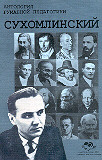 АНТОЛОГИЯ
ГУМАННОЙ ПЕДАГОГИКИ
СУХОМЛИНСКИЙ